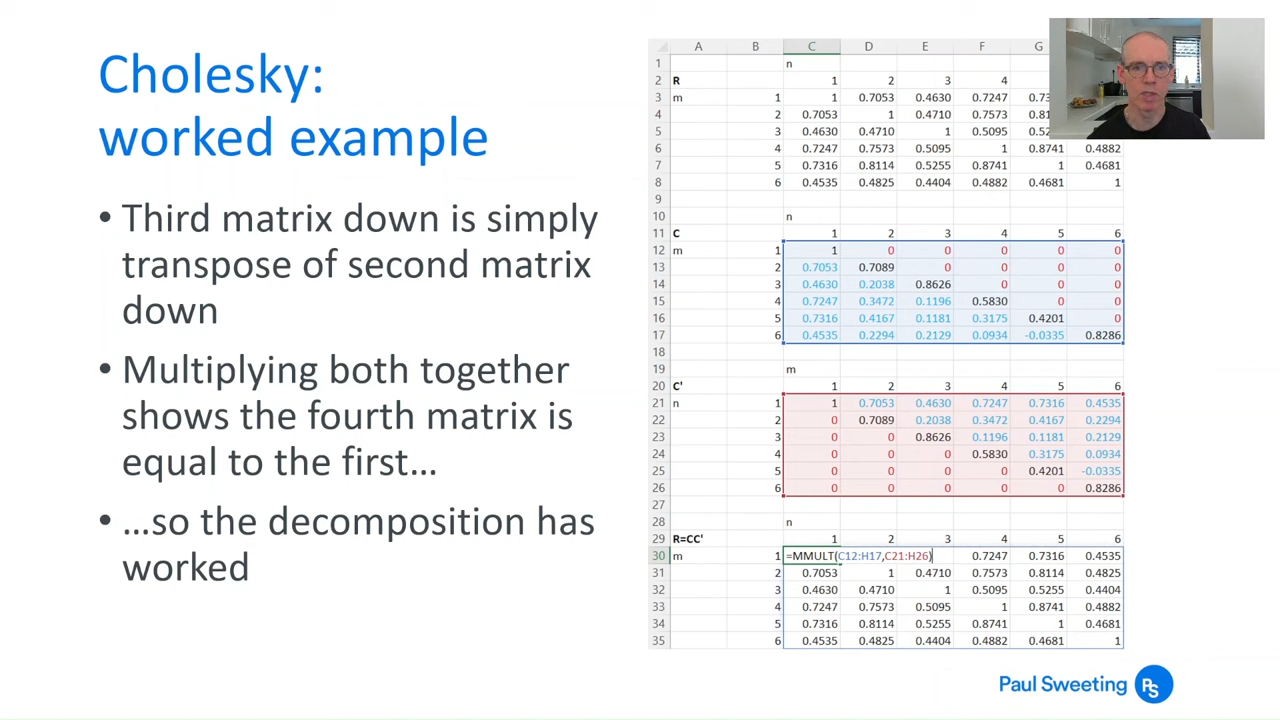 Cholesky:
worked example
• Third matrix down is simply
transpose of second matrix
down
• Multiplying both together
shows the fourth matrix is
equal to the first…
• …so the decomposition has
worked
A B C D E F G
1 n
2 R 1 2 3 4
3 m 1 1 0.7053 0.4630 0.7247
4 2 0.7053 1 0.4710 0.7573
5 3 0.4630 0.4710 1 0.5095
6 4 0.7247 0.7573 0.5095 1 0.8741 0.4882
7 5 0.7316 0.8114 0.5255 0.8741 1 0.4681
8 6 0.4535 0.4825 0.4404 0.4882 0.4681 1
9
10 n
11 C 1 2 3 4 5 6
12 m 1 1 0 0 0 0 0
13 2 0.7053 0.7089 0 0 0 0
14 3 0.4630 0.2038 0.8626 0 0 0
15 4 0.7247 0.3472 0.1196 0.5830 0 0
16 5 0.7316 0.4167 0.1181 0.3175 0.4201 0
17 6 0.4535 0.2294 0.2129 0.0934 -0.0335 0.8286
18
19 m
20 C' 1 2 3 4 5 6
21 n 1 1 0.7053 0.4630 0.7247 0.7316 0.4535
22 2 0 0.7089 0.2038 0.3472 0.4167 0.2294
23 3 0 0 0.8626 0.1196 0.1181 0.2129
24 4 0 0 0 0.5830 0.3175 0.0934
25 5 0 0 0 0 0.4201 -0.0335
26 6 0 0 0 0 0 0.8286
27
28 n
29 R=CC' 1 2 3 4 5 6
30 m 1 =MMULT(C12:H17,C21:H26) 0.7247 0.7316 0.4535
31 2 0.7053 1 0.4710 0.7573 0.8114 0.4825
32 3 0.4630 0.4710 1 0.5095 0.5255 0.4404
33 4 0.7247 0.7573 0.5095 1 0.8741 0.4882
34 5 0.7316 0.8114 0.5255 0.8741 1 0.4681
35 6 0.4535 0.4825 0.4404 0.4882 0.4681 1
Paul Sweeting PS